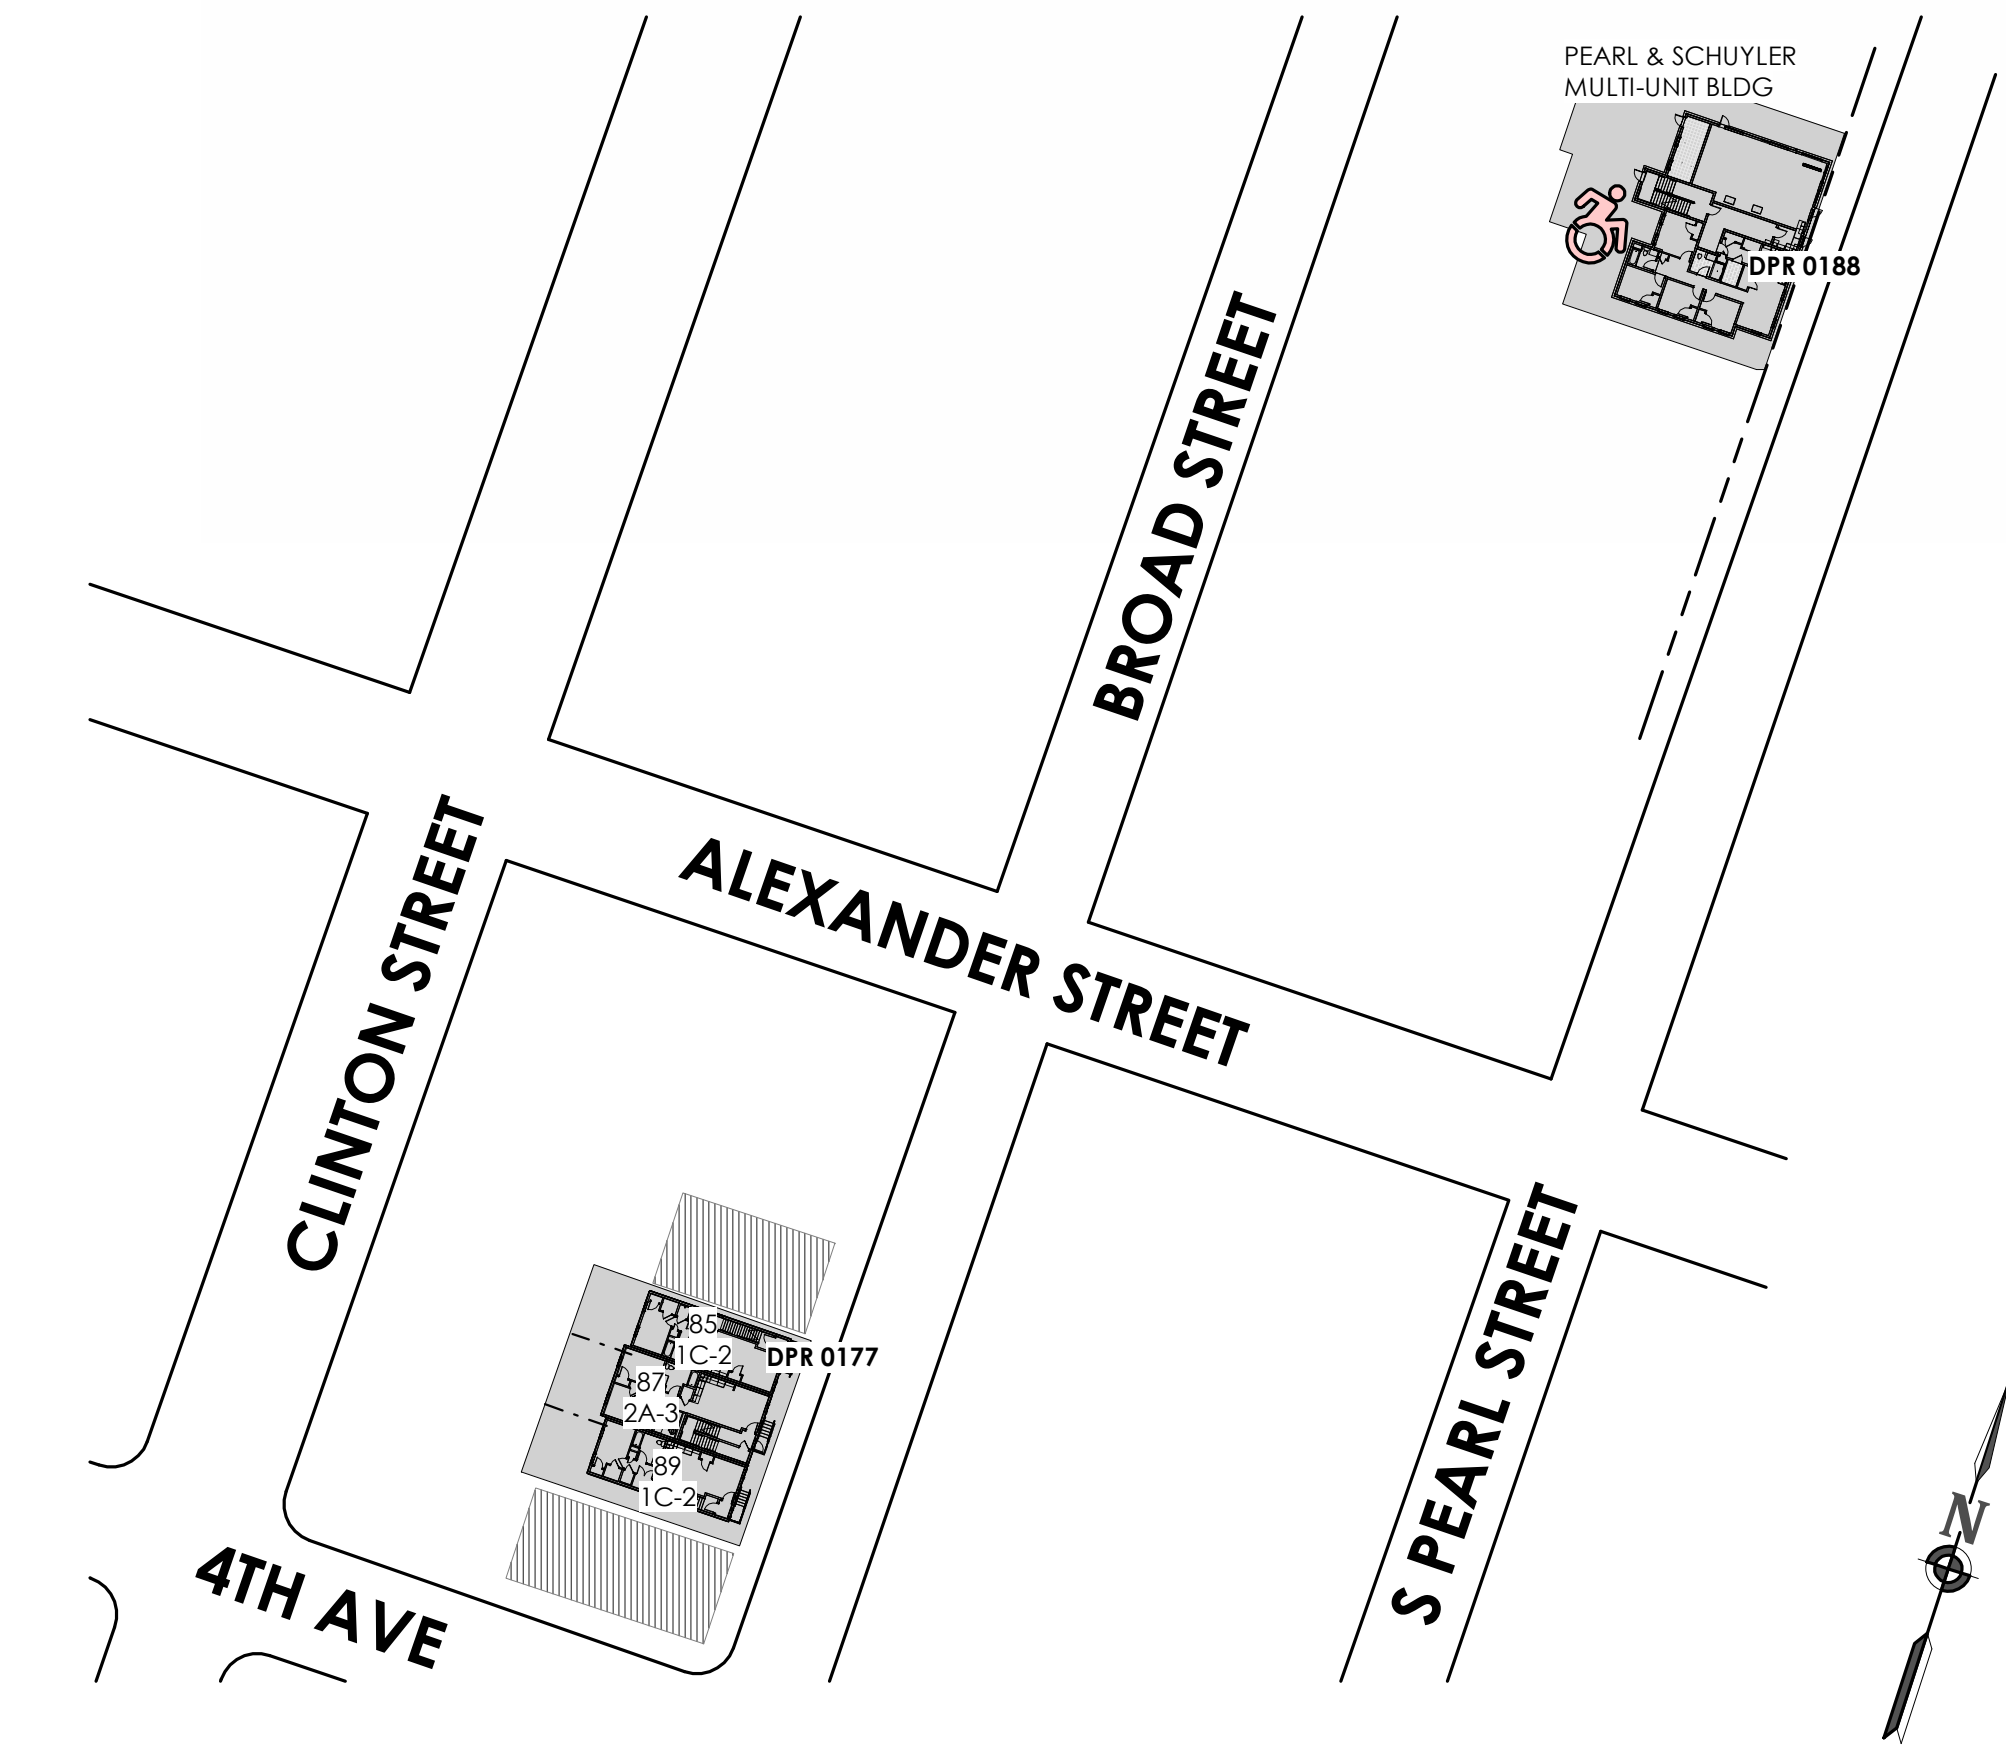 PEARL & SCHUYLER
MULTI-UNIT BLDG
DPR 0188
BROAD STREET
ALEXANDER STREET
CLINTON STREET
85
1C-2
DPR 0177
87
2A-3
89
1C-2
S PEARL STREET
4TH AVE
N